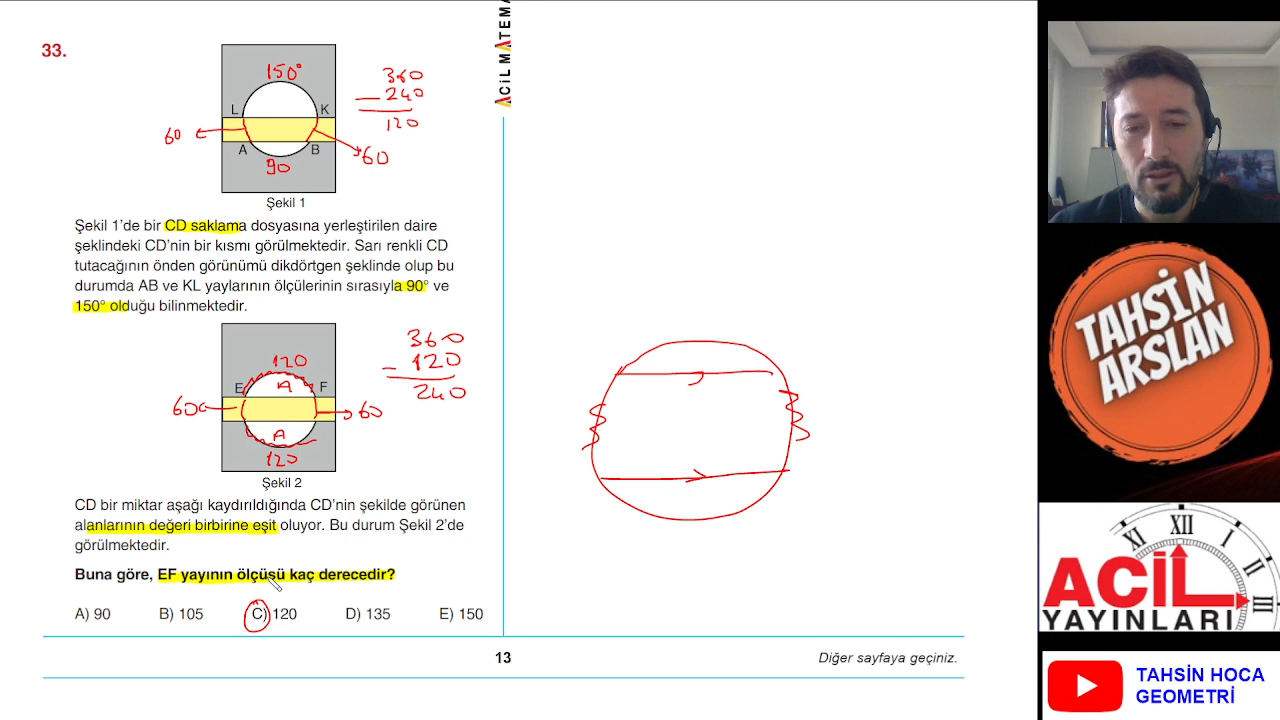 33.
150°
L
K
60
A
B
60
90
360
- 240
120
Şekil 1
ACİL MATEMA
Şekil 1'de bir CD saklama dosyasına yerleştirilen daire
şeklindeki CD'nin bir kısmı görülmektedir. Sarı renkli CD
tutacağının önden görünümü dikdörtgen şeklinde olup bu
durumda AB ve KL yaylarının ölçülerinin sırasıyla 90° ve
150° olduğu bilinmektedir.
120
E
A
F
60
60
A
120
360
- 120
240
Şekil 2
CD bir miktar aşağı kaydırıldığında CD'nin şekilde görünen
alanlarının değeri birbirine eşit oluyor. Bu durum Şekil 2'de
görülmektedir.
Buna göre, EF yayının ölçüsü kaç derecedir?
A) 90 B) 105 C) 120 D) 135 E) 150
13
Diğer sayfaya geçiniz.
TAHSİN
ARSLAN
XI XII I II III
ACİL
YAYINLARI
TAHSİN HOCA
GEOMETRİ